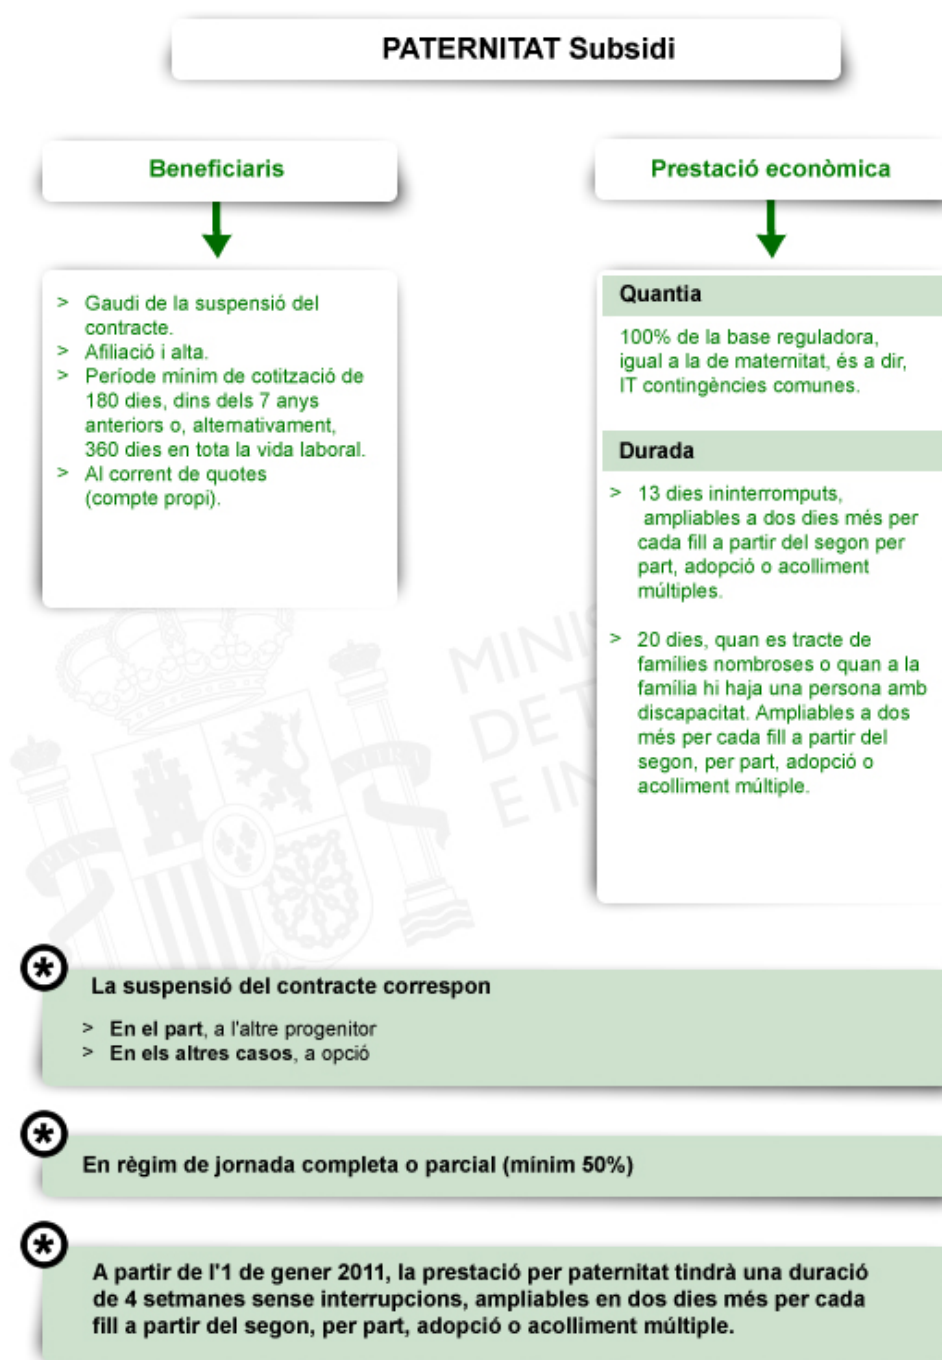 PATERNITAT Subsidi
Beneficiaris
> Gaudi de la suspensió del
contracte.
> Afiliació i alta.
> Període mínim de cotització de
180 dies, dins dels 7 anys
anteriors o, alternativament,
360 dies en tota la vida laboral.
> Al corrent de quotes
(compte propi).
Prestació econòmica
Quantia
100% de la base reguladora,
igual a la de maternitat, és a dir,
IT contingències comunes.
Durada
> 13 dies ininterromputs,
ampliables a dos dies més per
cada fill a partir del segon per
part, adopció o acolliment
múltiples.
> 20 dies, quan es tracte de
famílies nombroses o quan a la
família hi haja una persona amb
discapacitat. Ampliables a dos
més per cada fill a partir del
segon, per part, adopció o
acolliment múltiple.
MINIS
DE T
E IN
* La suspensió del contracte correspon
> En el part, a l'altre progenitor
> En els altres casos, a opció
* En règim de jornada completa o parcial (mínim 50%)
* A partir de l'1 de gener 2011, la prestació per paternitat tindrà una duració
de 4 setmanes sense interrupcions, ampliables en dos dies més per cada
fill a partir del segon, per part, adopció o acolliment múltiple.